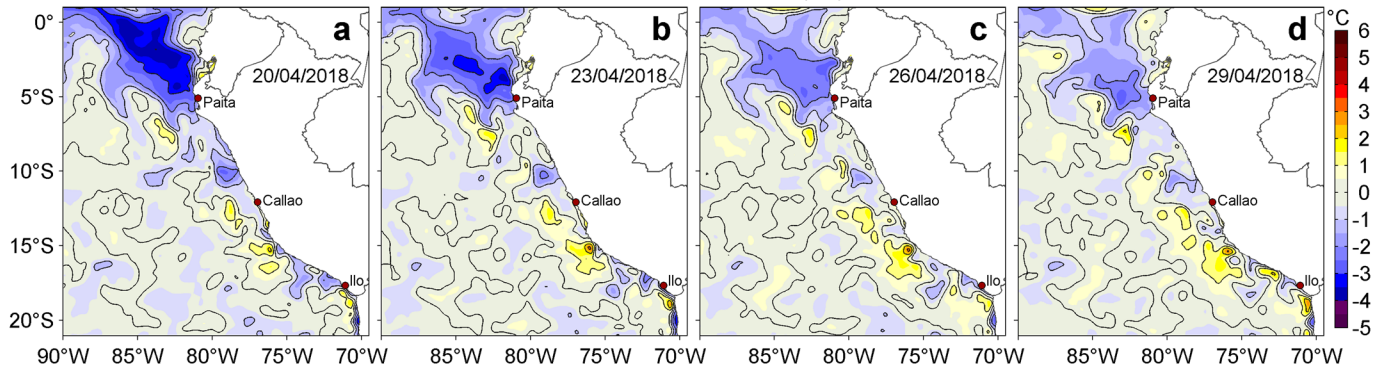 a b c d °C
20/04/2018 23/04/2018 26/04/2018 29/04/2018
Paita Paita Paita Paita
Callao Callao Callao Callao
Ilo Ilo Ilo Ilo
0°
5°S
10°S
15°S
20°S
90°W 85°W 80°W 75°W 70°W 85°W 80°W 75°W 70°W 85°W 80°W 75°W 70°W 85°W 80°W 75°W 70°W
6
5
4
3
2
1
0
-1
-2
-3
-4
-5